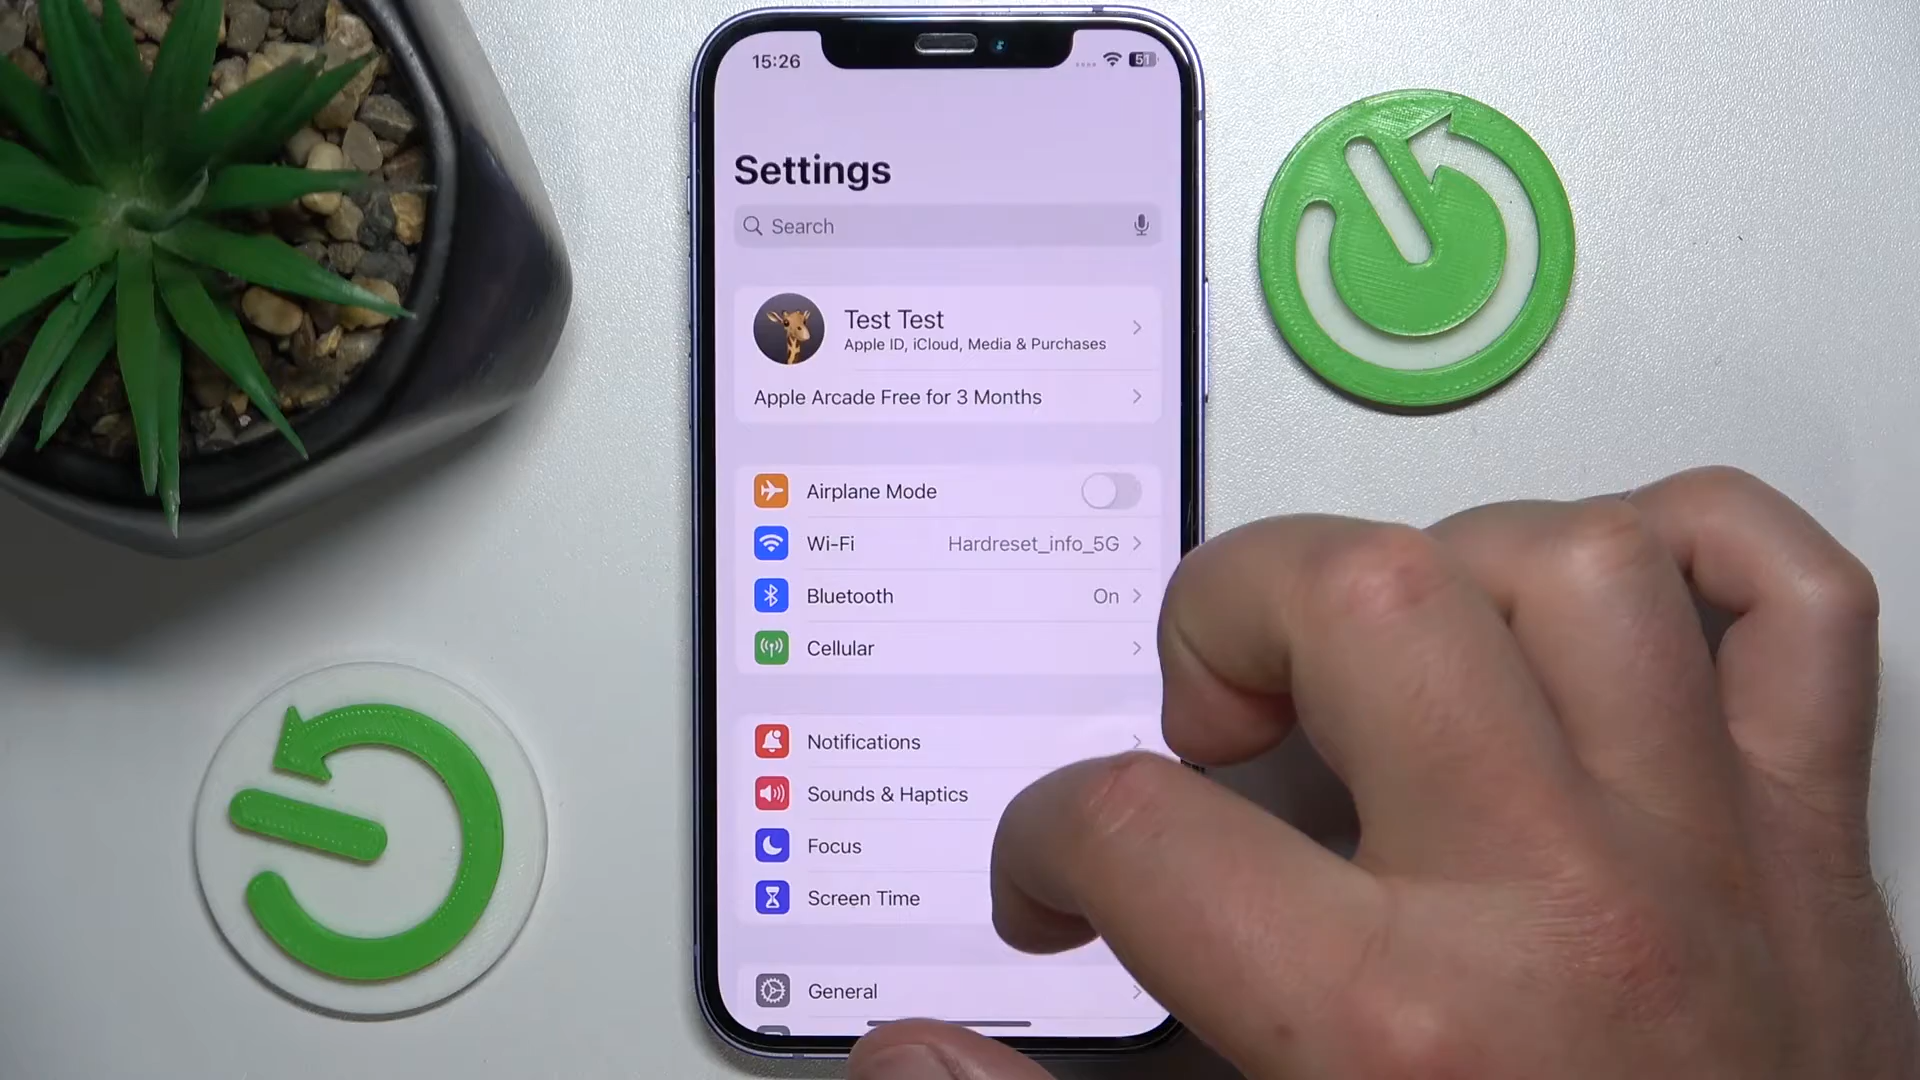 15:26
51
Settings
Search
Test Test
Apple ID, iCloud, Media & Purchases
Apple Arcade Free for 3 Months
Airplane Mode
Wi-Fi Hardreset_info_5G
Bluetooth On
Cellular
Notifications
Sounds & Haptics
Focus
Screen Time
General